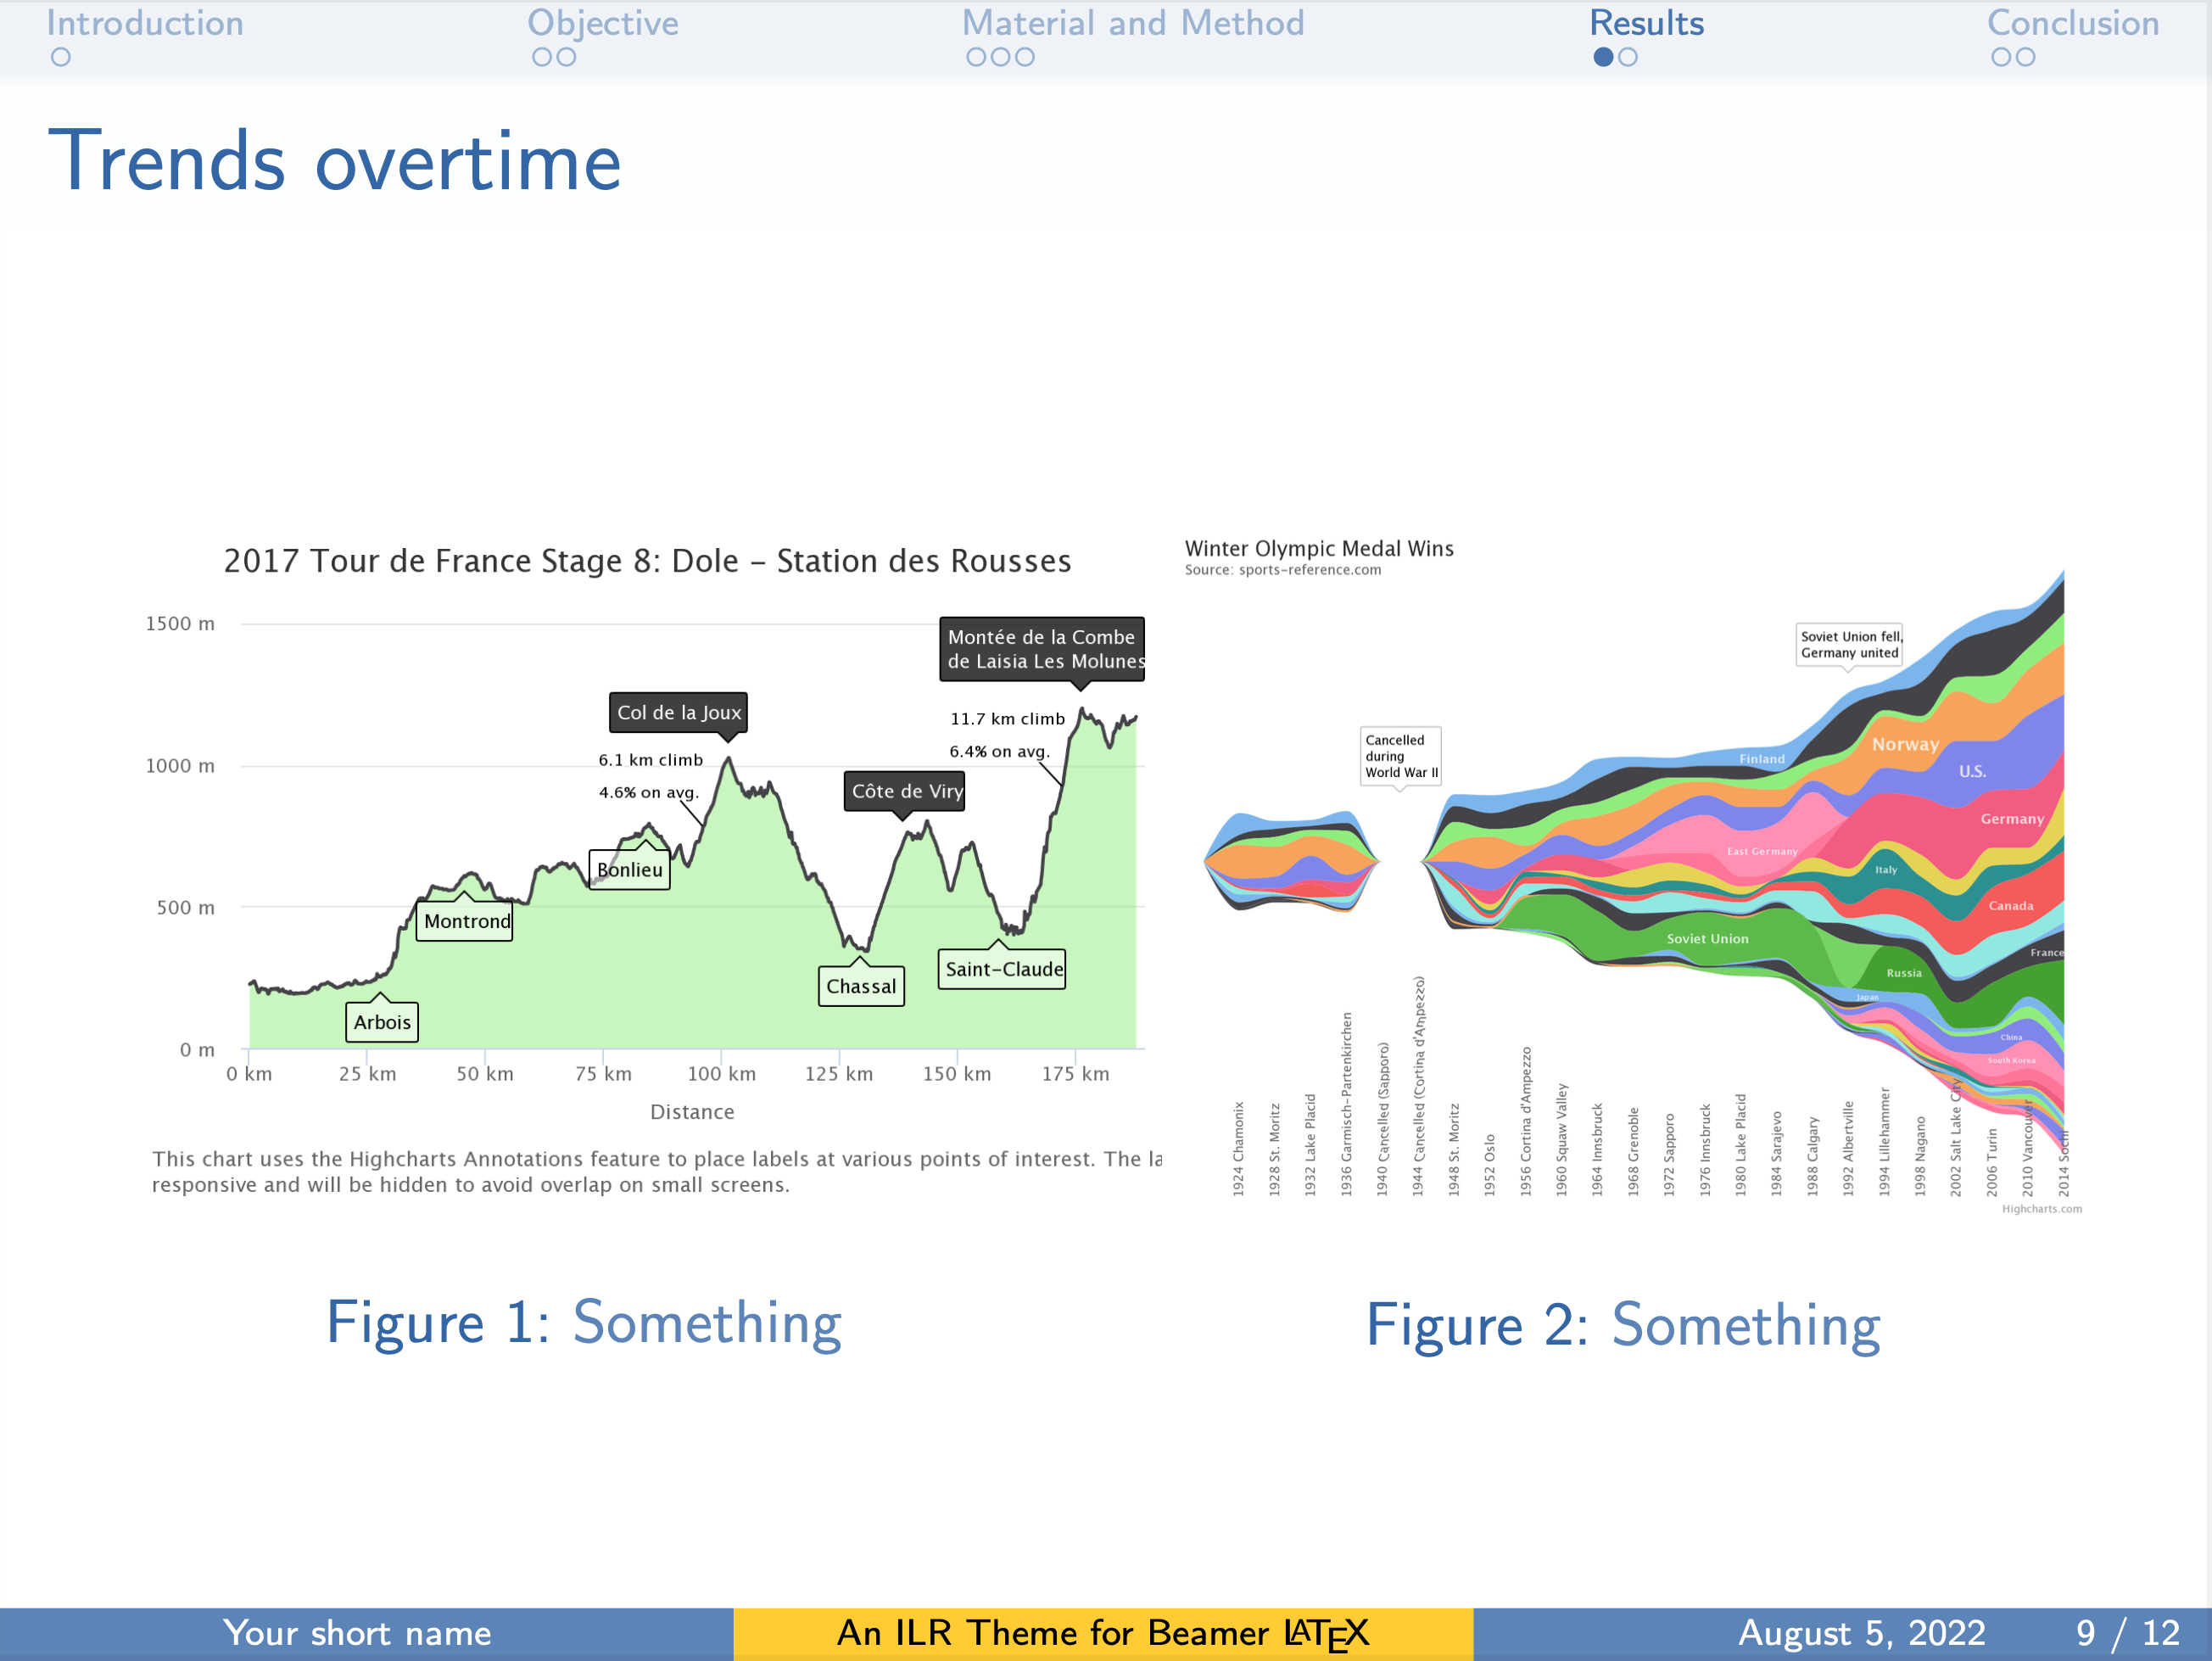 Introduction
Objective
Material and Method
Results
Conclusion
Trends overtime
2017 Tour de France Stage 8: Dole – Station des Rousses
1500 m
1000 m
500 m
0 m
Montée de la Combe
de Laisia Les Molunes
Col de la Joux
11.7 km climb
6.4% on avg.
6.1 km climb
4.6% on avg.
Côte de Viry
Bonlieu
Montrond
Saint-Claude
Chassal
Arbois
0 km
25 km
50 km
75 km
100 km
125 km
150 km
175 km
Distance
This chart uses the Highcharts Annotations feature to place labels at various points of interest. The la
responsive and will be hidden to avoid overlap on small screens.
Figure 1: Something
Winter Olympic Medal Wins
Source: sports-reference.com
Soviet Union fell,
Germany united
Cancelled
during
World War II
Finland
Norway
U.S.
Germany
East Germany
Italy
Canada
Soviet Union
France
Russia
Japan
China
South Korea
1924 Chamonix
1928 St. Moritz
1932 Lake Placid
1936 Garmisch-Partenkirchen
1940 Cancelled (Sapporo)
1944 Cancelled (Cortina d'Ampezzo)
1948 St. Moritz
1952 Oslo
1956 Cortina d'Ampezzo
1960 Squaw Valley
1964 Innsbruck
1968 Grenoble
1972 Sapporo
1976 Innsbruck
1980 Lake Placid
1984 Sarajevo
1988 Calgary
1992 Albertville
1994 Lillehammer
1998 Nagano
2002 Salt Lake City
2006 Turin
2010 Vancouver
2014 Sochi
Highcharts.com
Figure 2: Something
Your short name
An ILR Theme for Beamer LATEX
August 5, 2022
9 / 12